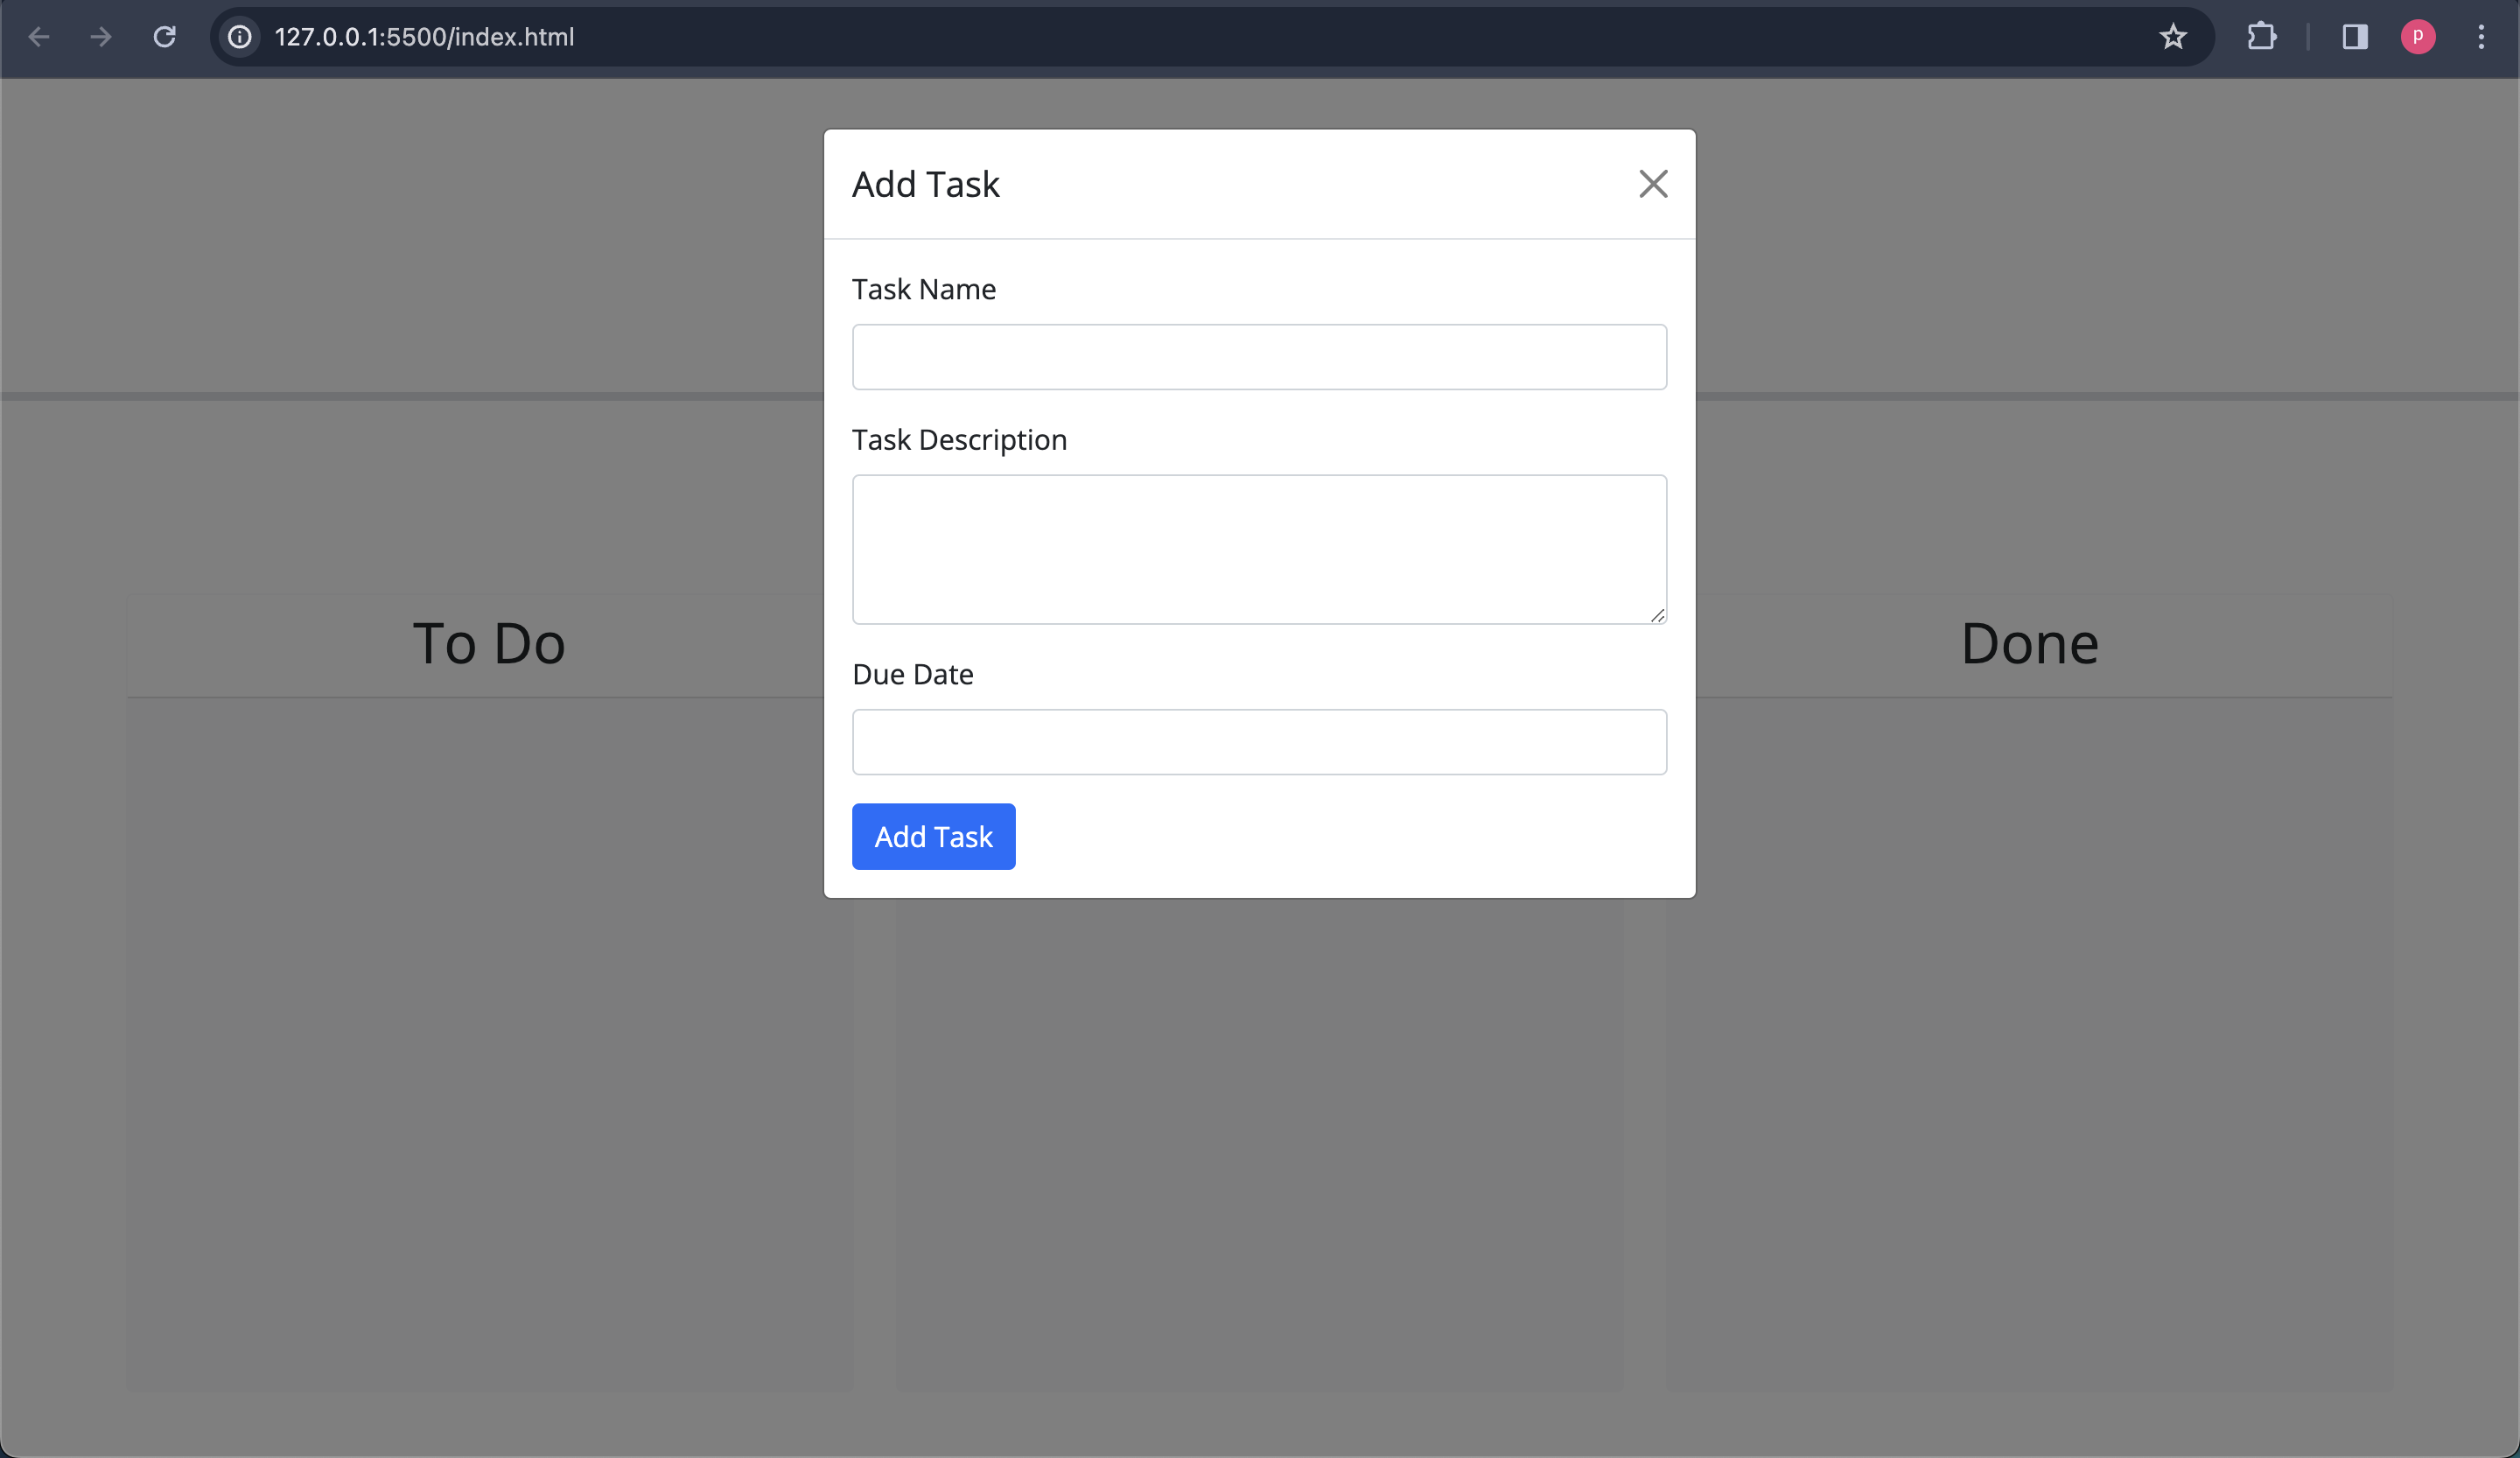 127.0.0.1:5500/index.html
P
Add Task
Task Name
Task Description
To Do
Done
Due Date
Add Task